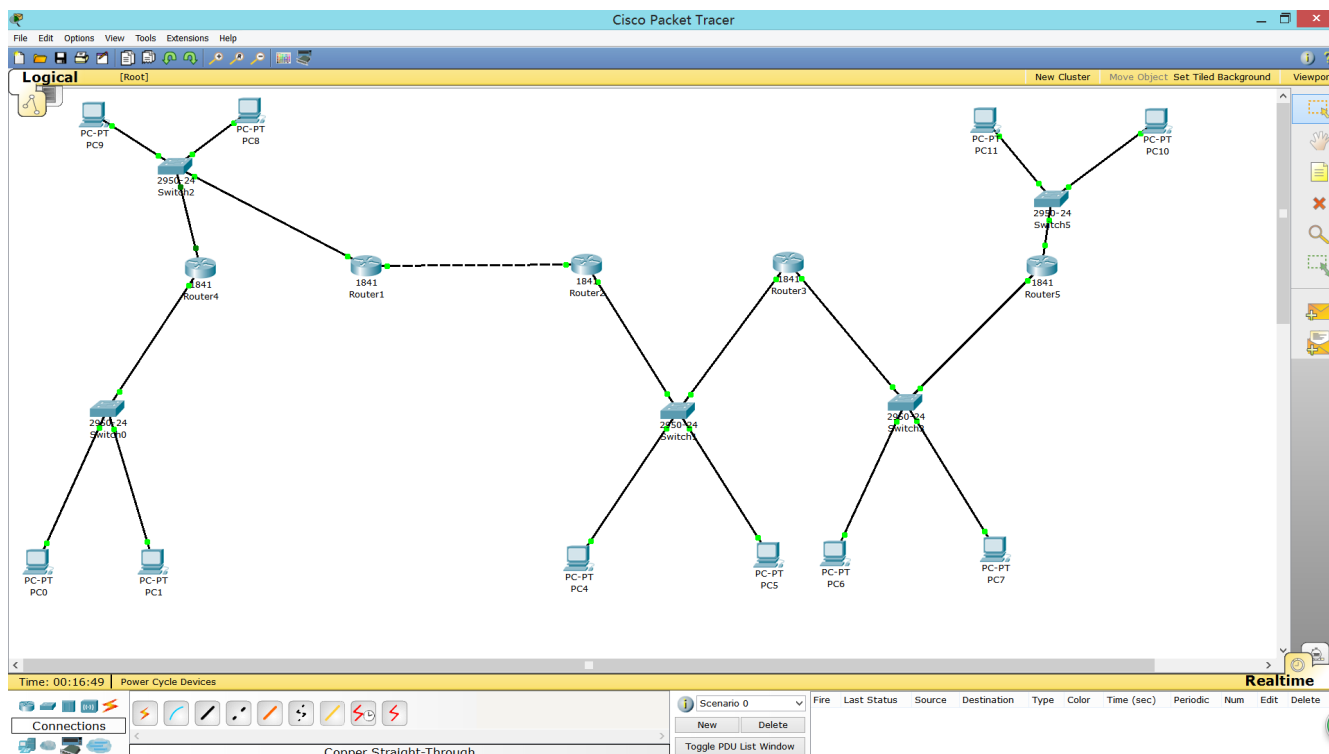 Cisco Packet Tracer
File Edit Options View Tools Extensions Help
Logical [Root] New Cluster Move Object Set Tiled Background Viewpor
PC-PT
PC9
PC-PT
PC8
PC-PT
PC11
PC-PT
PC10
2950-24
Switch2
2950-24
Switch5
1841
Router4
1841
Router1
1841
Router2
1841
Router3
1841
Router5
2950-24
Switch0
2950-24
Switch1
2950-24
PC-PT
PC0
PC-PT
PC1
PC-PT
PC4
PC-PT
PC5
PC-PT
PC6
PC-PT
PC7
Time: 00:16:49 Power Cycle Devices Realtime
Connections
Copper Straight-Through
Scenario 0
New Delete
Toggle PDU List Window
Fire Last Status Source Destination Type Color Time (sec) Periodic Num Edit Delete